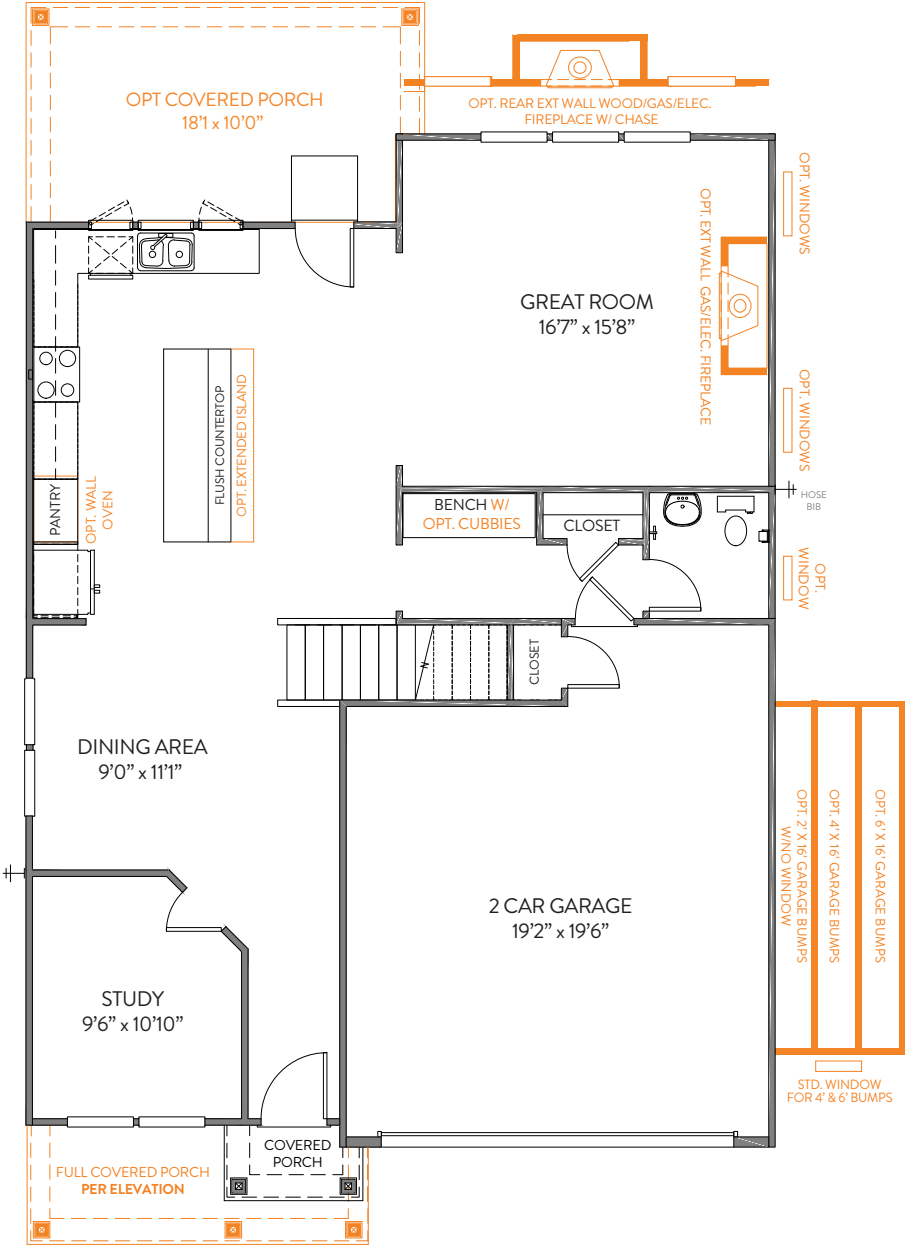 OPT COVERED PORCH
18’1 x 10’0”
OPT. REAR EXT WALL WOOD/GAS/ELEC.
FIREPLACE W/ CHASE
OPT. WINDOWS
OPT. EXT WALL GAS/ELEC. FIREPLACE
GREAT ROOM
16’7” x 15’8”
OPT. WINDOWS
FLUSH COUNTERTOP
OPT. EXTENDED ISLAND
PANTRY
OPT. WALL
OVEN
BENCH W/
OPT. CUBBIES
CLOSET
HOSE
BIB
OPT.
WINDOW
CLOSET
DINING AREA
9’0” x 11’1”
2 CAR GARAGE
19’2” x 19’6”
OPT. 2' X 16' GARAGE BUMPS
W/NO WINDOW
OPT. 4' X 16' GARAGE BUMPS
OPT. 6' X 16' GARAGE BUMPS
STUDY
9’6” x 10’10”
STD. WINDOW
FOR 4' & 6' BUMPS
COVERED
PORCH
FULL COVERED PORCH
PER ELEVATION